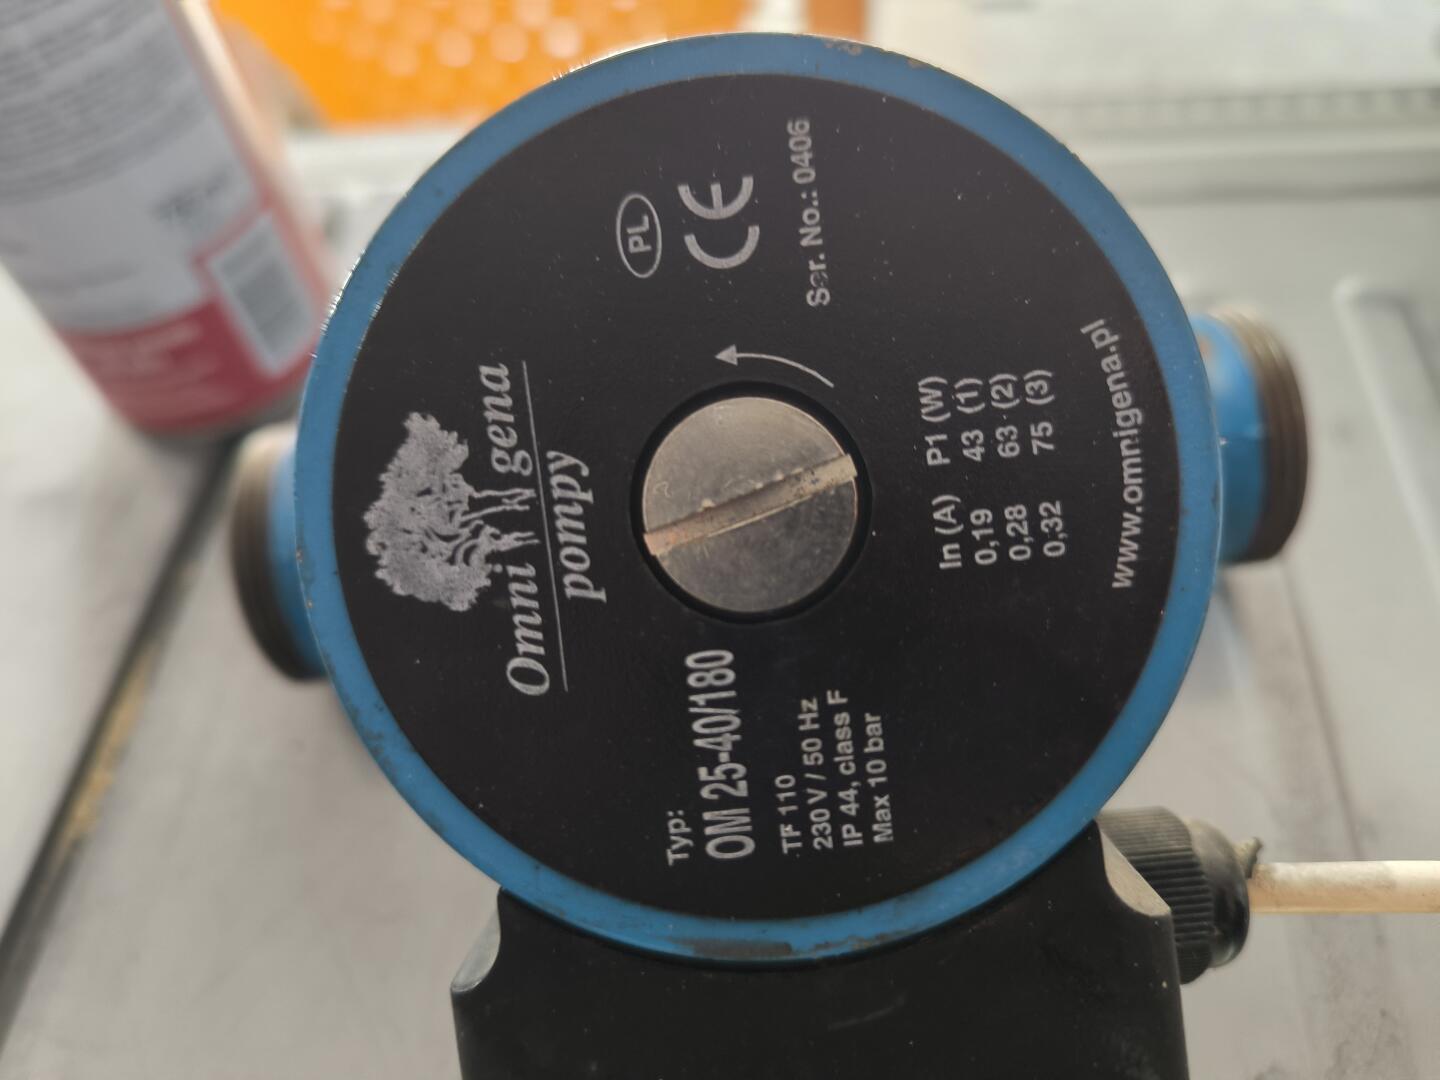 Omnigena
pompy
PL
CE
Ser. No.: 0406
Typ:
OM 25-40/180
TF 110
230 V / 50 Hz
IP 44, class F
Max 10 bar
In (A) P1 (W)
0,19 43 (1)
0,28 63 (2)
0,32 75 (3)
www.omnigena.pl